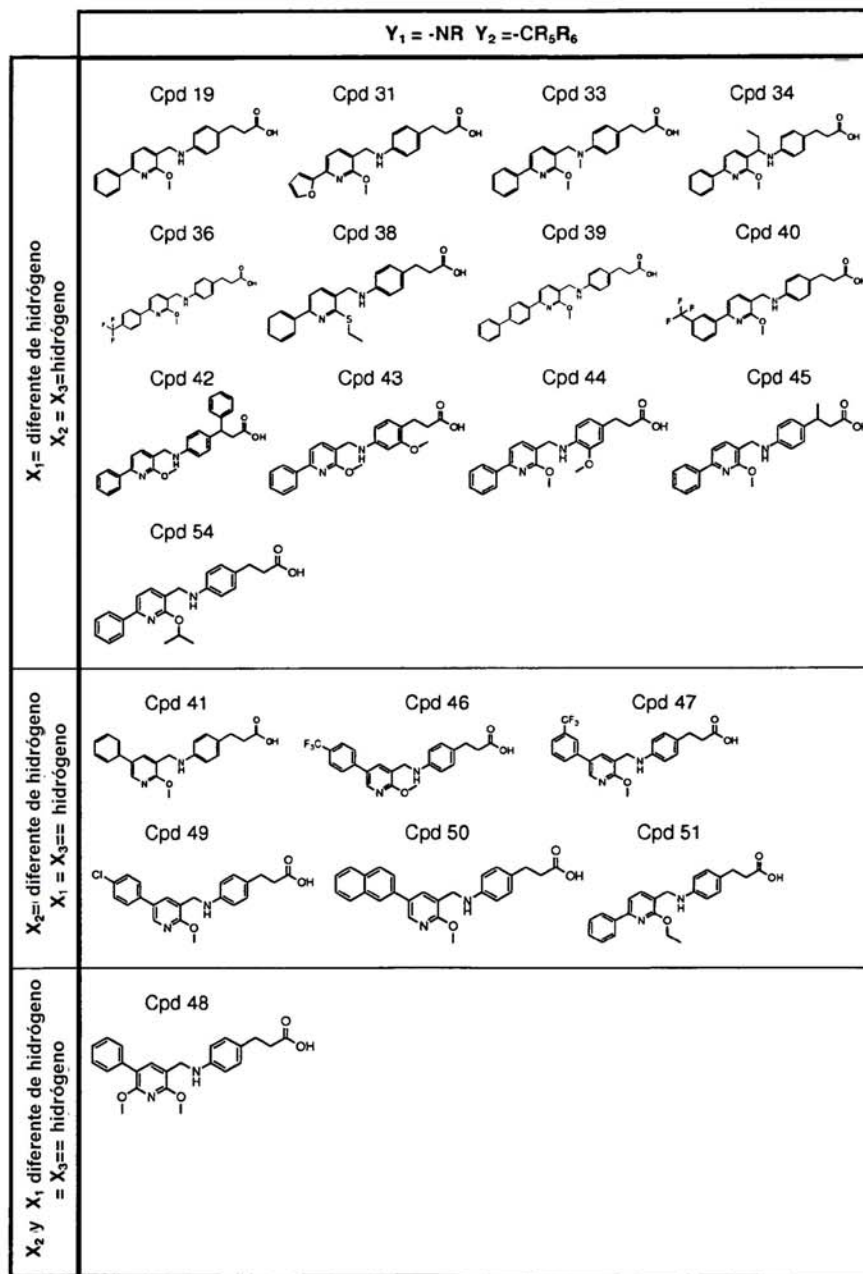 Y₁ = -NR Y₂ =-CR₅R₆
X₁= diferente de hidrógeno
X₂ = X₃=hidrógeno
Cpd 19 Cpd 31 Cpd 33 Cpd 34
Cpd 36 Cpd 38 Cpd 39 Cpd 40
Cpd 42 Cpd 43 Cpd 44 Cpd 45
Cpd 54
X₂= diferente de hidrógeno
X₁ = X₃== hidrógeno
Cpd 41 Cpd 46 Cpd 47
Cpd 49 Cpd 50 Cpd 51
X₂ y X₁ diferente de hidrógeno
= X₃== hidrógeno
Cpd 48